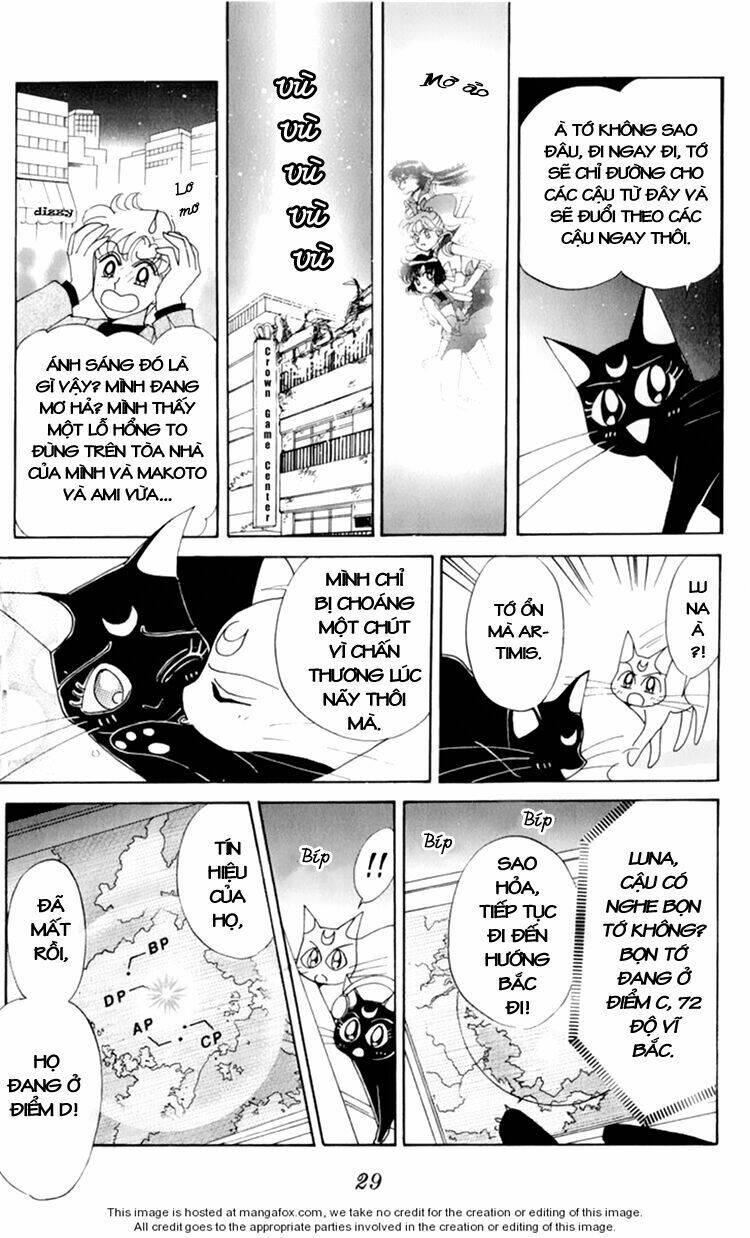 À TỚ KHÔNG SAO
ĐÂU, ĐI NGAY ĐI, TỚ
SẼ CHỈ ĐƯỜNG CHO
CÁC CẬU TỪ ĐÂY VÀ
SẼ ĐUỔI THEO CÁC
CẬU NGAY THÔI.
Mờ ảo
vù
vù
vù
vù
vù
Crown Game Center
Lơ
mơ
dizzy
ÁNH SÁNG ĐÓ LÀ
GÌ VẬY? MÌNH ĐANG
MƠ HẢ? MÌNH THẤY
MỘT LỖ HỔNG TO
ĐÙNG TRÊN TÒA NHÀ
CỦA MÌNH VÀ MAKOTO
VÀ AMI VỪA...
LU
NA
À
?!
TỚ ỔN
MÀ AR-
TIMIS.
MÌNH CHỈ
BỊ CHOÁNG
MỘT CHÚT
VÌ CHẤN
THƯƠNG LÚC
NÃY THÔI
MÀ.
LUNA,
CẬU CÓ
NGHE BỌN
TỚ KHÔNG?
BỌN TỚ
ĐANG Ở
ĐIỂM C, 72
ĐỘ VĨ
BẮC.
Bíp
Bíp
SAO
HỎA,
TIẾP TỤC
ĐI ĐẾN
HƯỚNG
BẮC
ĐI!
!!
Bíp
TÍN
HIỆU
CỦA
HỌ,
ĐÃ
MẤT
RỒI,
BP
DP
AP
CP
HỌ
ĐANG Ở
ĐIỂM D!
29
This image is hosted at mangafox.com, we take no credit for the creation or editing of this image.
All credit goes to the appropriate parties involved in the creation or editing of this image.